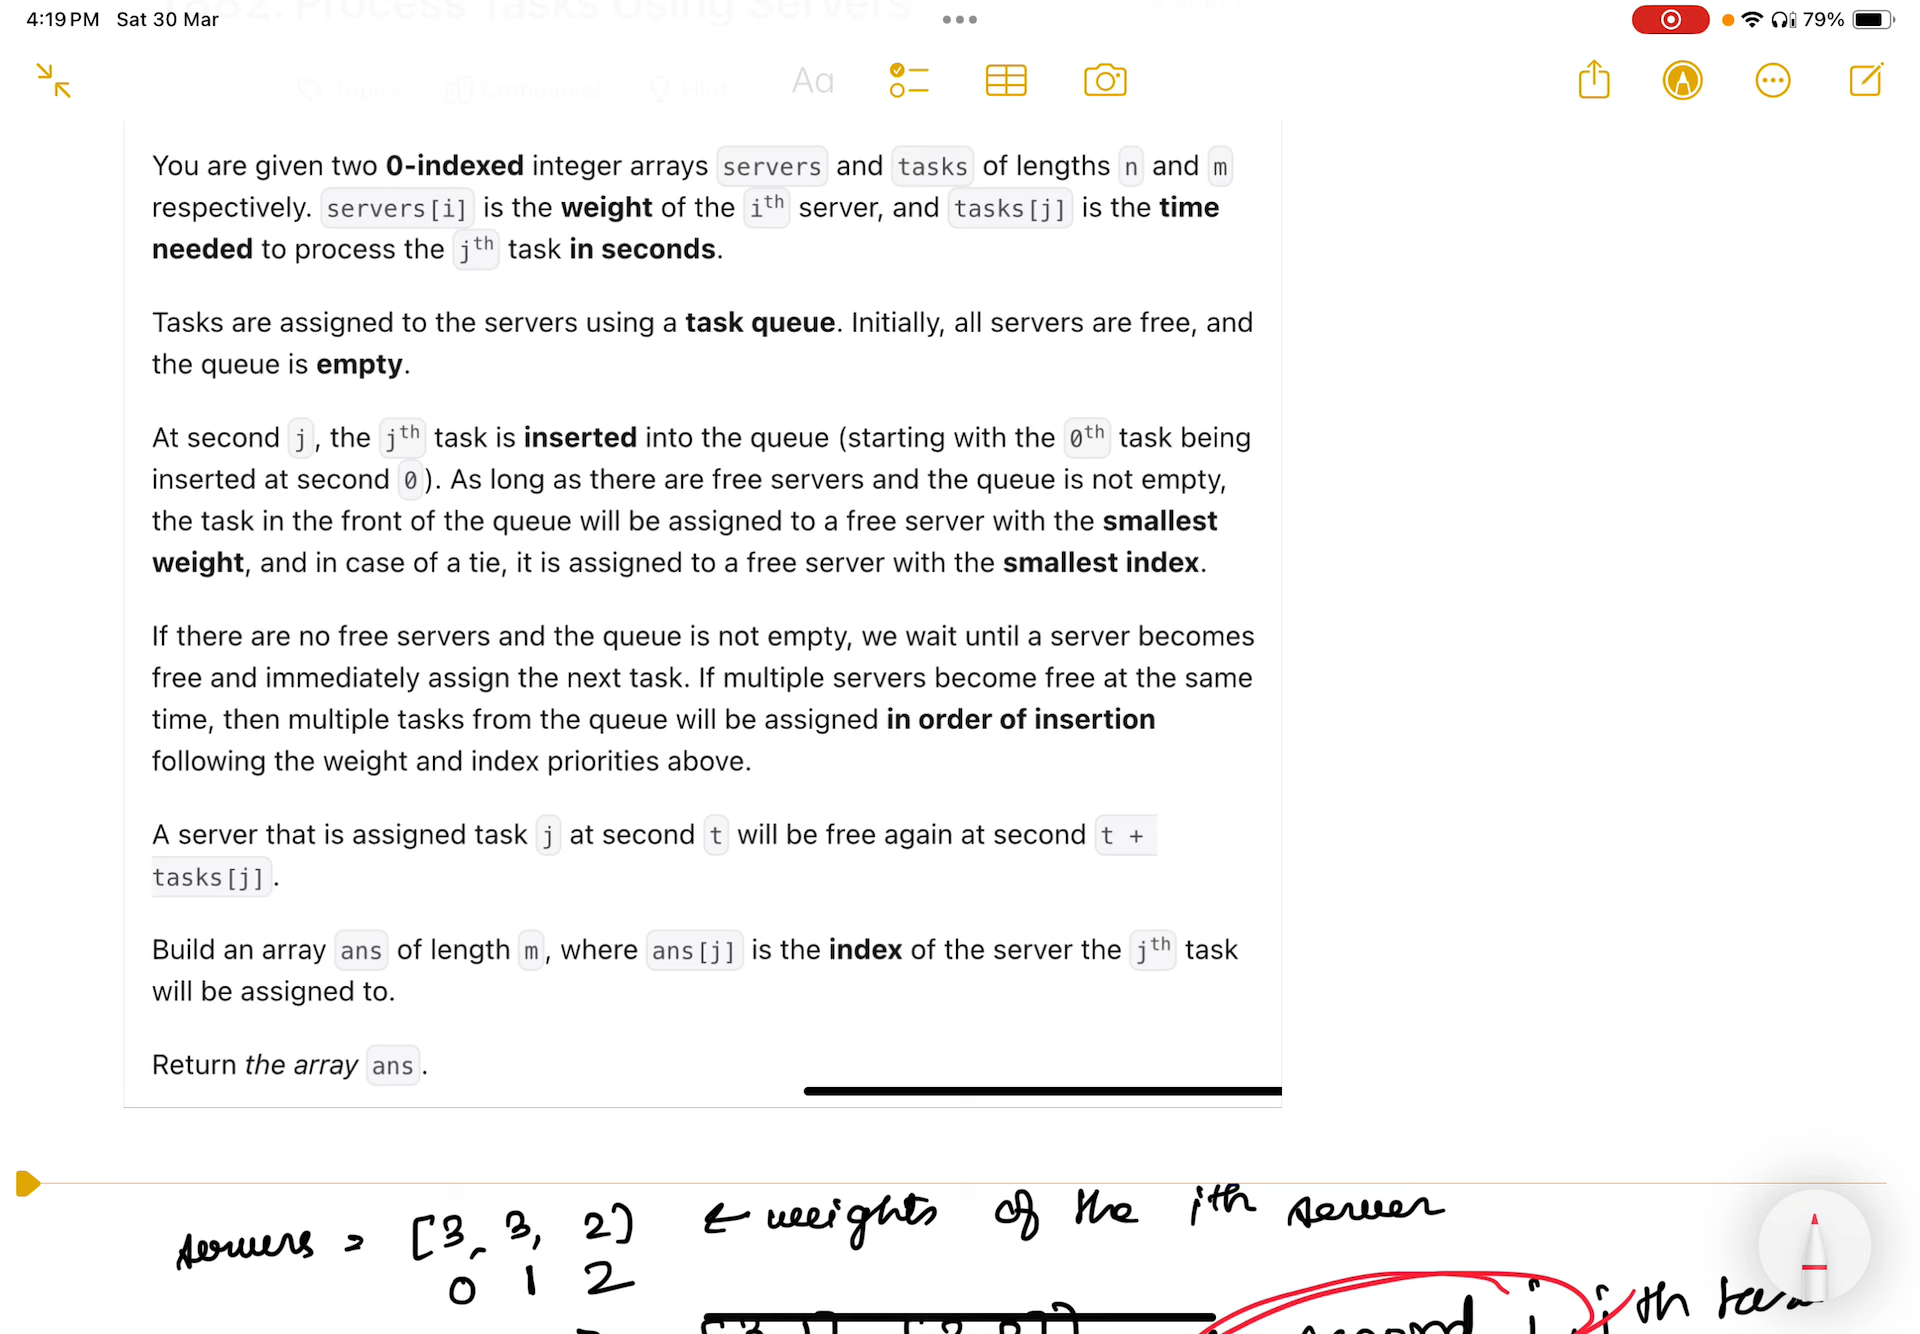 4:19 PM Sat 30 Mar
79%
1882. Process Tasks Using Servers
Topics Companies Hint
Aa
You are given two 0-indexed integer arrays servers and tasks of lengths n and m
respectively. servers[i] is the weight of the ith server, and tasks[j] is the time
needed to process the jth task in seconds.
Tasks are assigned to the servers using a task queue. Initially, all servers are free, and
the queue is empty.
At second j, the jth task is inserted into the queue (starting with the 0th task being
inserted at second 0). As long as there are free servers and the queue is not empty,
the task in the front of the queue will be assigned to a free server with the smallest
weight, and in case of a tie, it is assigned to a free server with the smallest index.
If there are no free servers and the queue is not empty, we wait until a server becomes
free and immediately assign the next task. If multiple servers become free at the same
time, then multiple tasks from the queue will be assigned in order of insertion
following the weight and index priorities above.
A server that is assigned task j at second t will be free again at second t +
tasks[j].
Build an array ans of length m, where ans[j] is the index of the server the jth task
will be assigned to.
Return the array ans.
servers = [3, 3, 2] ← weights of the ith server
0 1 2
second j jth